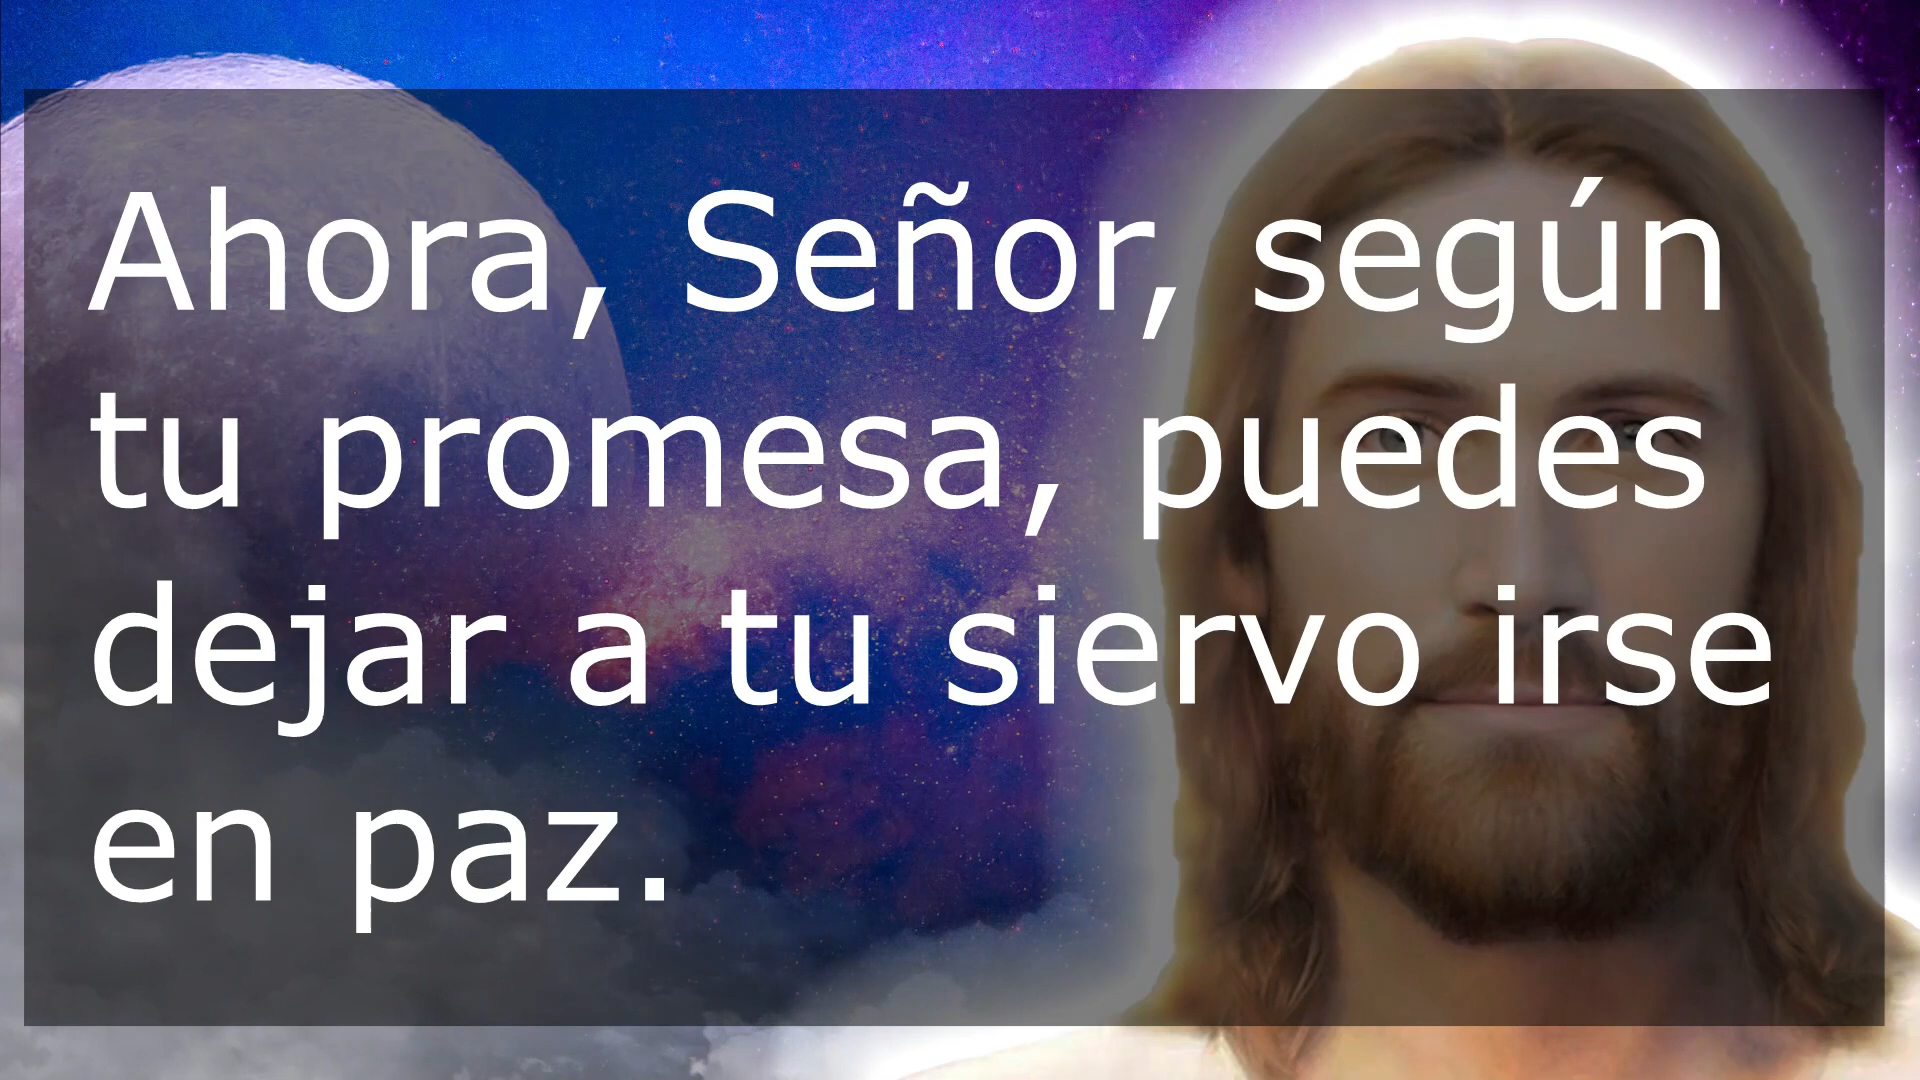 Ahora, Señor, según
tu promesa, puedes
dejar a tu siervo irse
en paz.